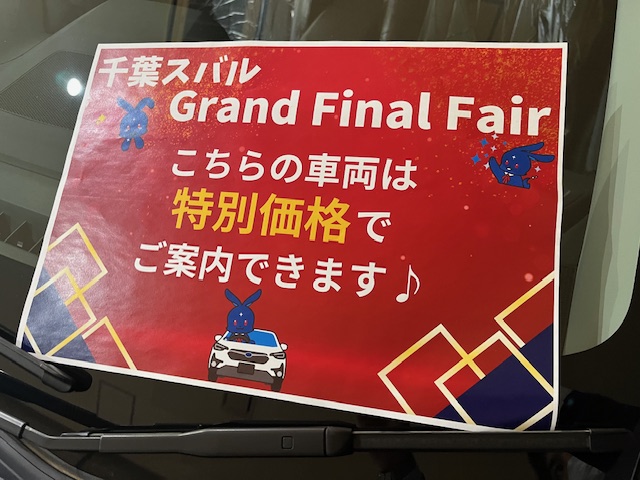 千葉スバル
Grand Final Fair
こちらの車両は
特別価格で
ご案内できます♪